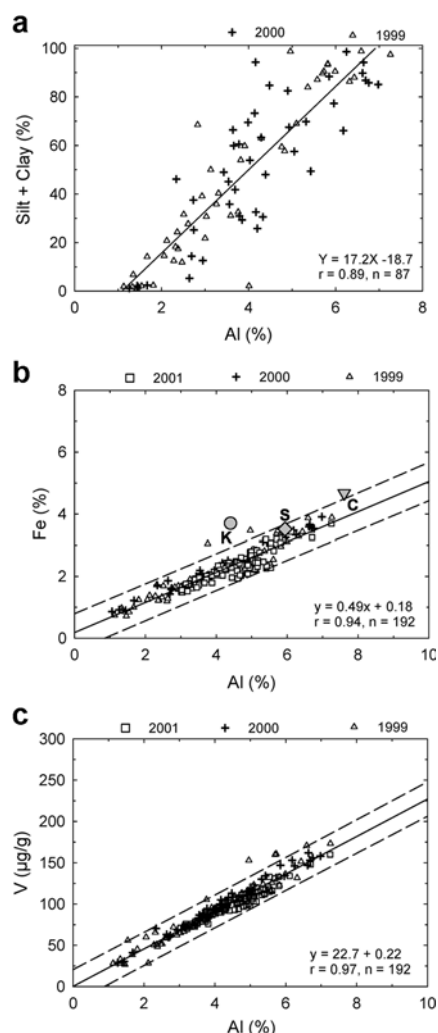 a
2000 1999
100
80
60
40
20
0
Silt + Clay (%)
Y = 17.2X -18.7
r = 0.89, n = 87
0 2 4 6 8
Al (%)
b
2001 2000 1999
8
6
4
2
0
Fe (%)
K S C
y = 0.49x + 0.18
r = 0.94, n = 192
0 2 4 6 8 10
Al (%)
c
2001 2000 1999
300
250
200
150
100
50
0
V (µg/g)
y = 22.7 + 0.22
r = 0.97, n = 192
0 2 4 6 8 10
Al (%)